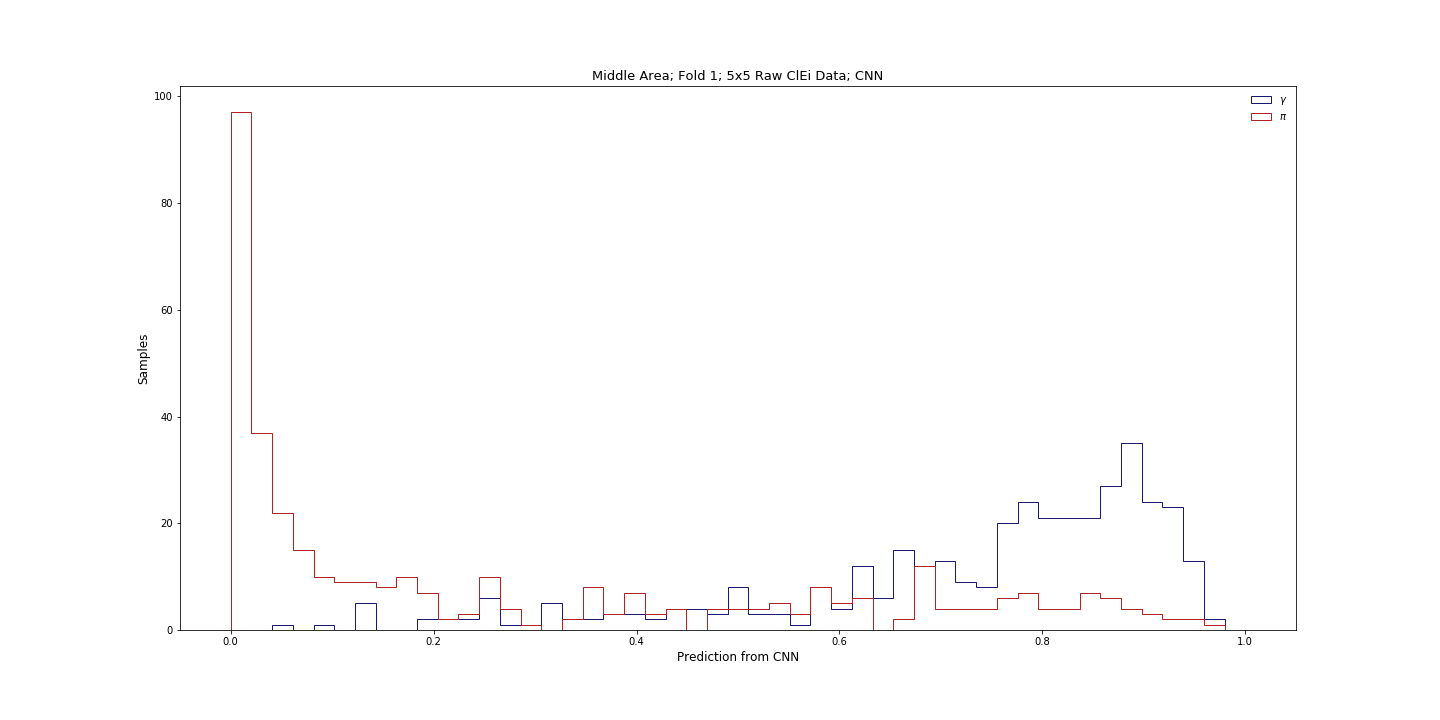 Middle Area; Fold 1; 5x5 Raw ClEi Data; CNN
γ
π
100
80
60
40
20
0
Samples
0.0 0.2 0.4 0.6 0.8 1.0
Prediction from CNN